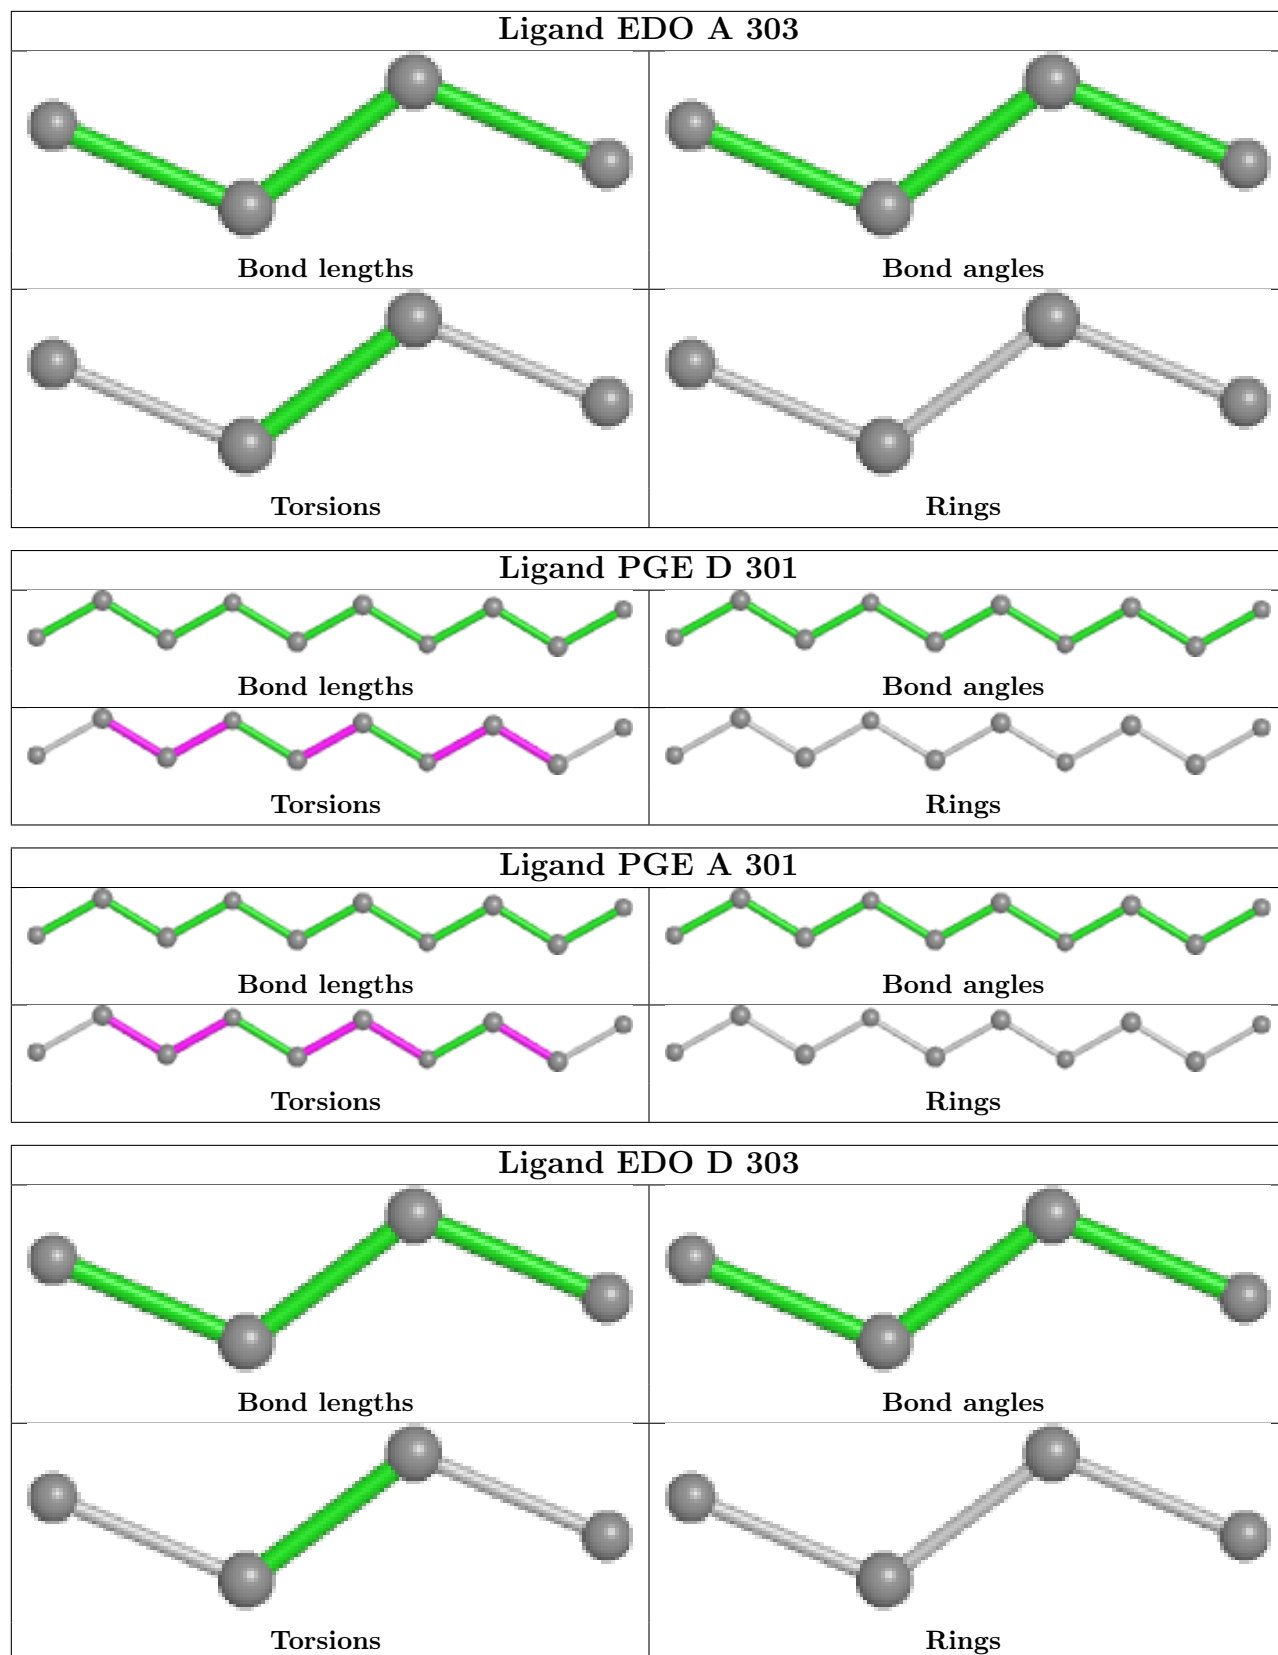 Ligand EDO A 303
Bond lengths Bond angles
Torsions Rings
Ligand PGE D 301
Bond lengths Bond angles
Torsions Rings
Ligand PGE A 301
Bond lengths Bond angles
Torsions Rings
Ligand EDO D 303
Bond lengths Bond angles
Torsions Rings